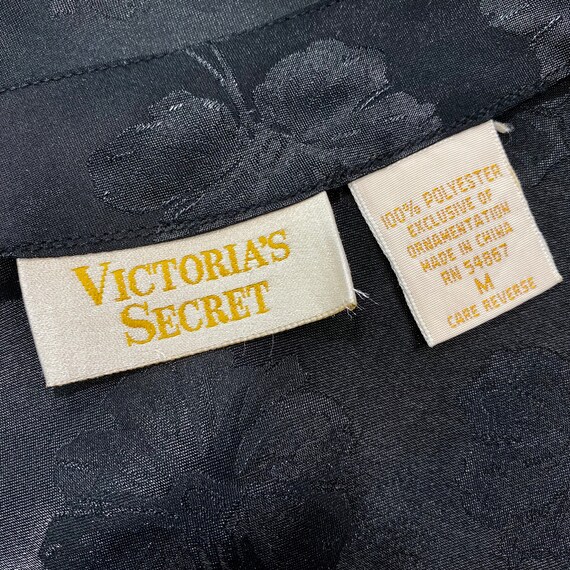 VICTORIA'S
SECRET
100% POLYESTER
EXCLUSIVE OF
ORNAMENTATION
MADE IN CHINA
RN 54867
M
CARE REVERSE